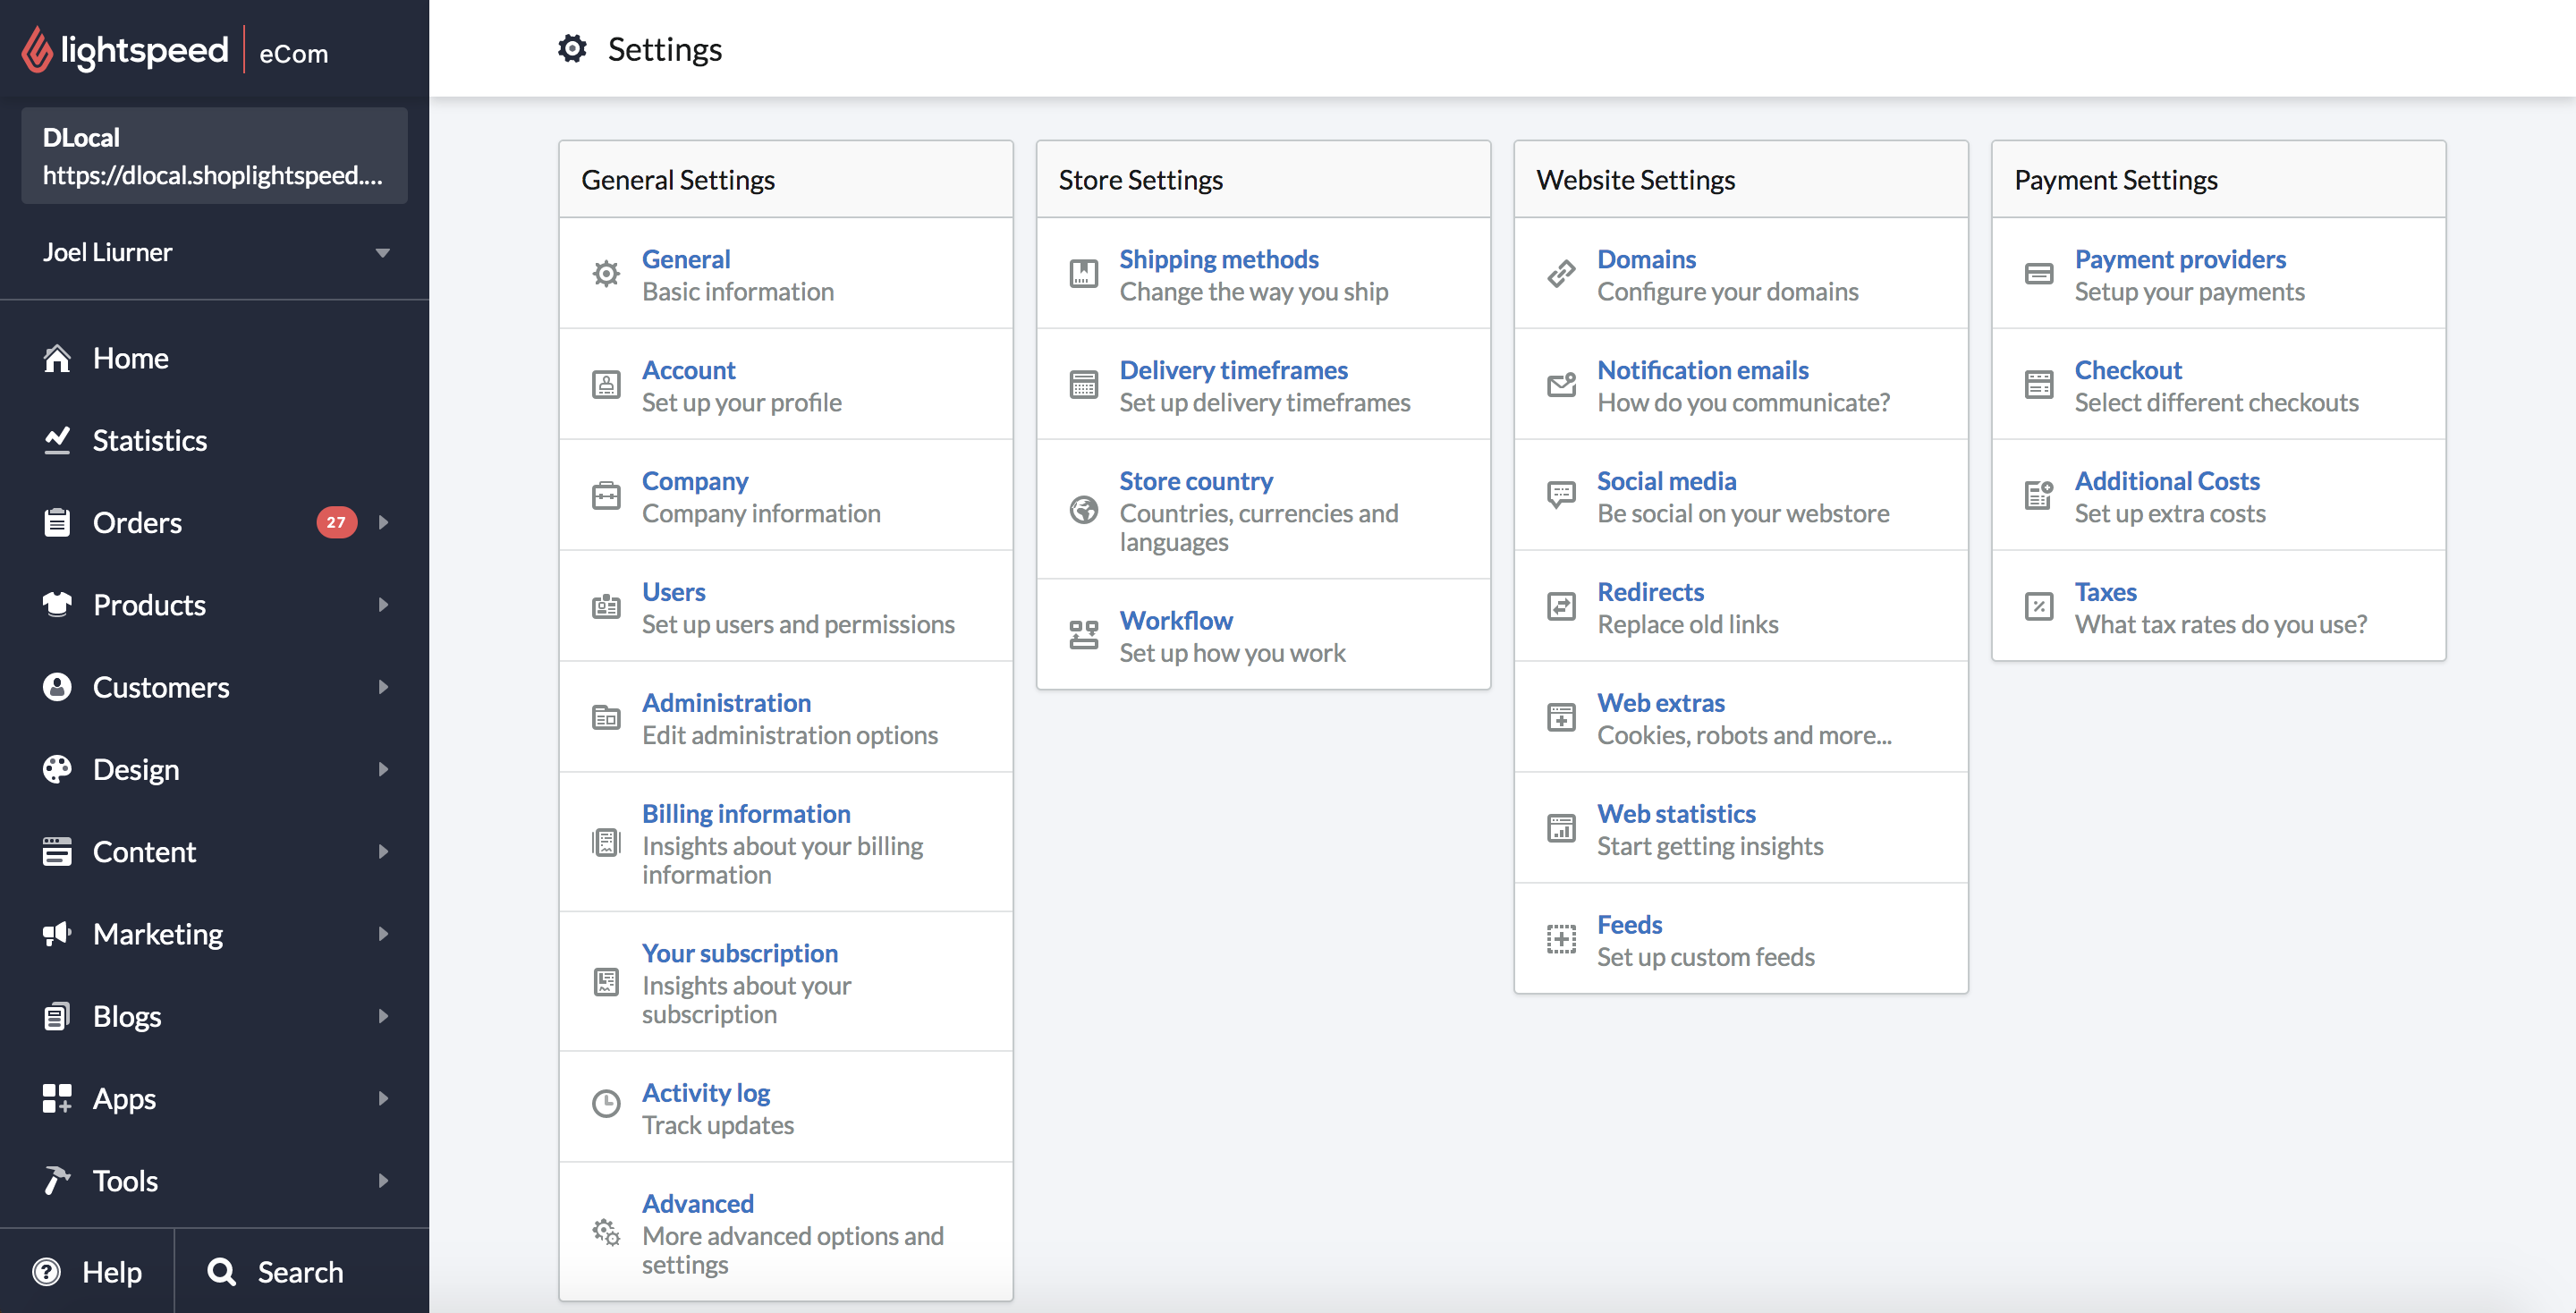 lightspeed eCom
DLocal
https://dlocal.shoplightspeed....
Joel Liurner
Home
Statistics
Orders 27
Products
Customers
Design
Content
Marketing
Blogs
Apps
Tools
Help Search
Settings
General Settings
General
Basic information
Account
Set up your profile
Company
Company information
Users
Set up users and permissions
Administration
Edit administration options
Billing information
Insights about your billing
information
Your subscription
Insights about your
subscription
Activity log
Track updates
Advanced
More advanced options and
settings
Store Settings
Shipping methods
Change the way you ship
Delivery timeframes
Set up delivery timeframes
Store country
Countries, currencies and
languages
Workflow
Set up how you work
Website Settings
Domains
Configure your domains
Notification emails
How do you communicate?
Social media
Be social on your webstore
Redirects
Replace old links
Web extras
Cookies, robots and more...
Web statistics
Start getting insights
Feeds
Set up custom feeds
Payment Settings
Payment providers
Setup your payments
Checkout
Select different checkouts
Additional Costs
Set up extra costs
Taxes
What tax rates do you use?